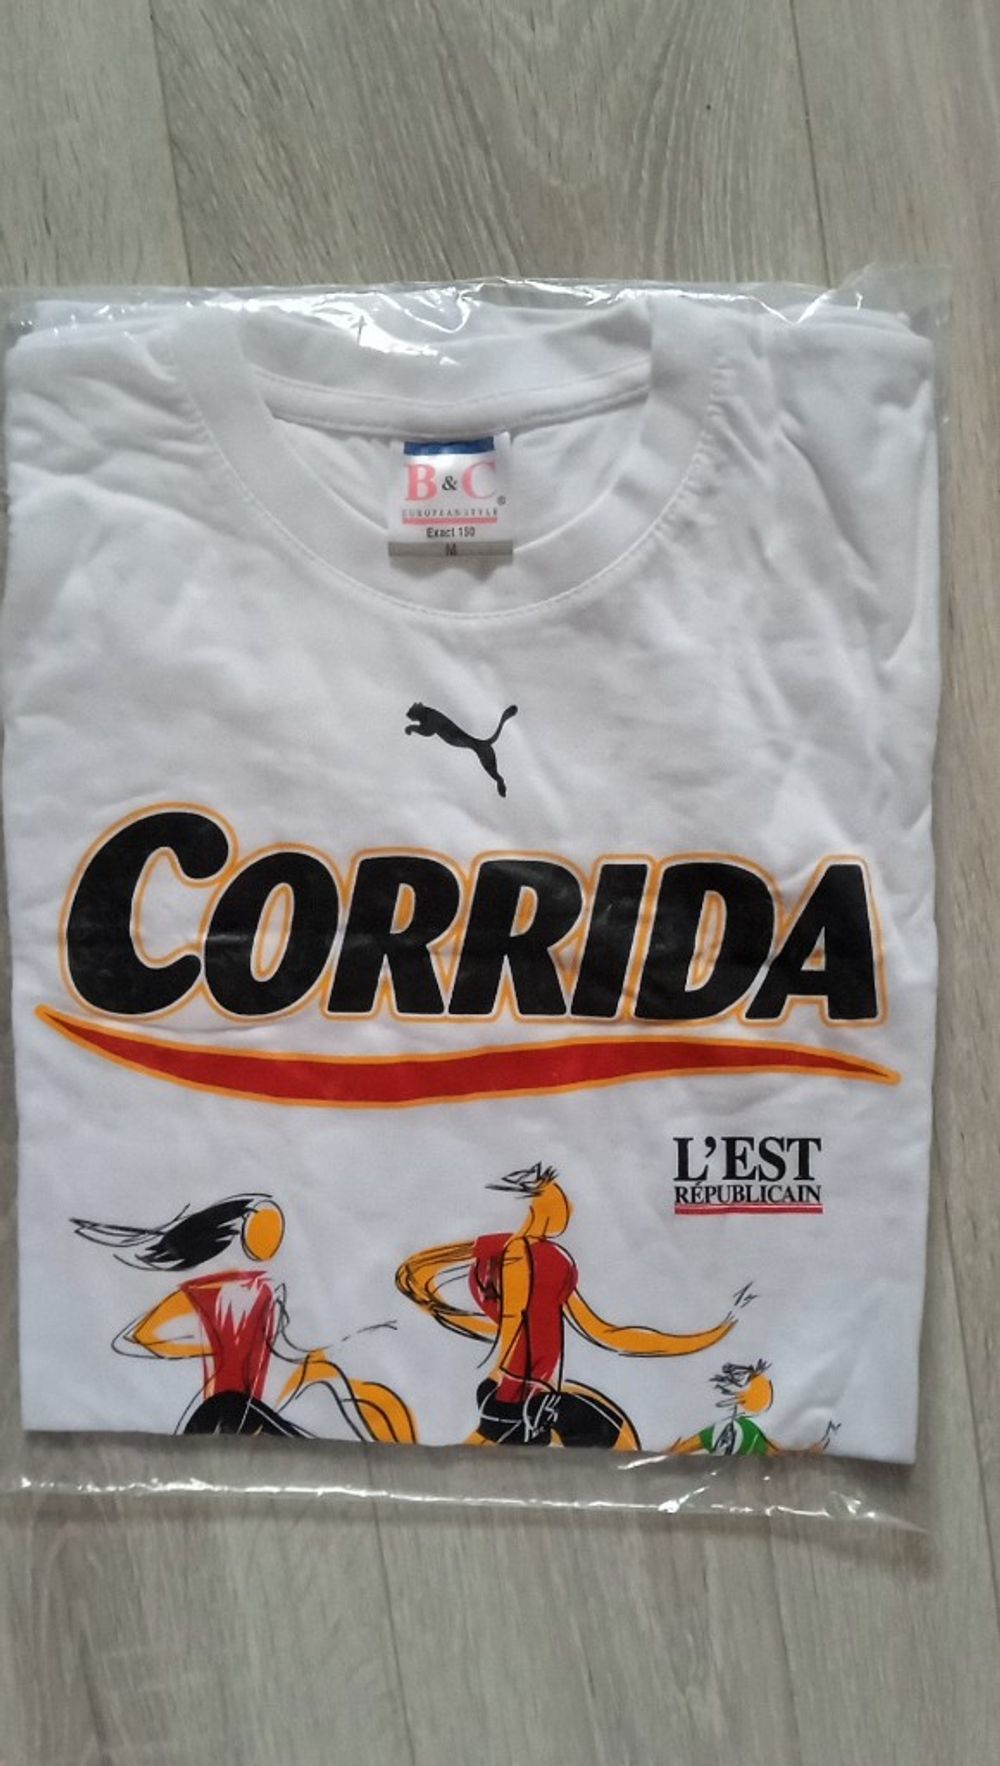 B & C ®
EUROPEAN STYLE
Exact 150
M
CORRIDA
L'EST
RÉPUBLICAIN